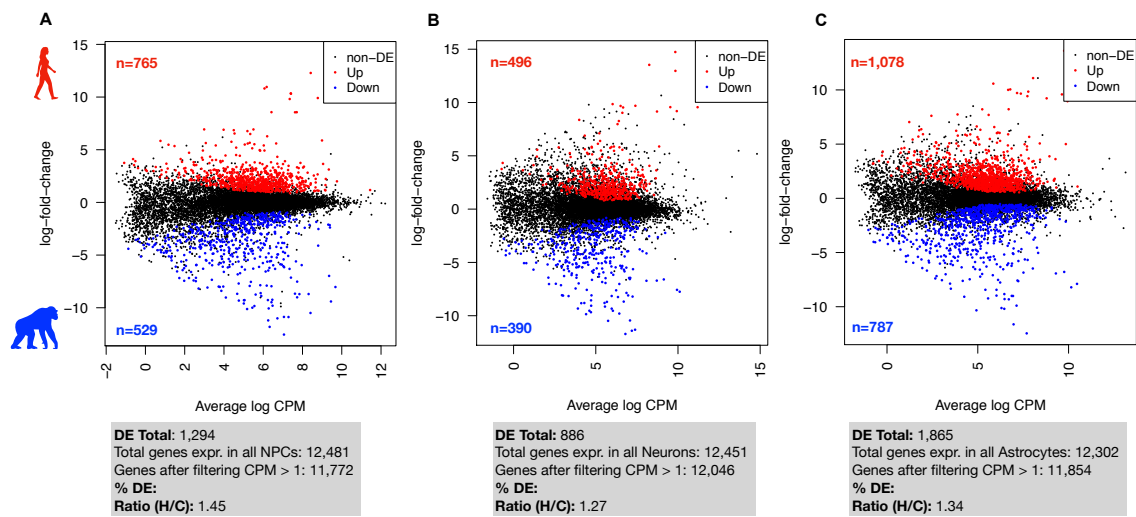 A
B
C
n=765
n=529
non-DE
Up
Down
15
10
5
0
−5
−10
log−fold−change
−2
0
2
4
6
8
10
12
Average log CPM
n=496
n=390
non-DE
Up
Down
15
10
5
0
−5
−10
log−fold−change
0
5
10
15
Average log CPM
n=1,078
n=787
non-DE
Up
Down
10
5
0
−5
−10
log−fold−change
0
5
10
Average log CPM
DE Total: 1,294
Total genes expr. in all NPCs: 12,481
Genes after filtering CPM > 1: 11,772
% DE:
Ratio (H/C): 1.45
DE Total: 886
Total genes expr. in all Neurons: 12,451
Genes after filtering CPM > 1: 12,046
% DE:
Ratio (H/C): 1.27
DE Total: 1,865
Total genes expr. in all Astrocytes: 12,302
Genes after filtering CPM > 1: 11,854
% DE:
Ratio (H/C): 1.34